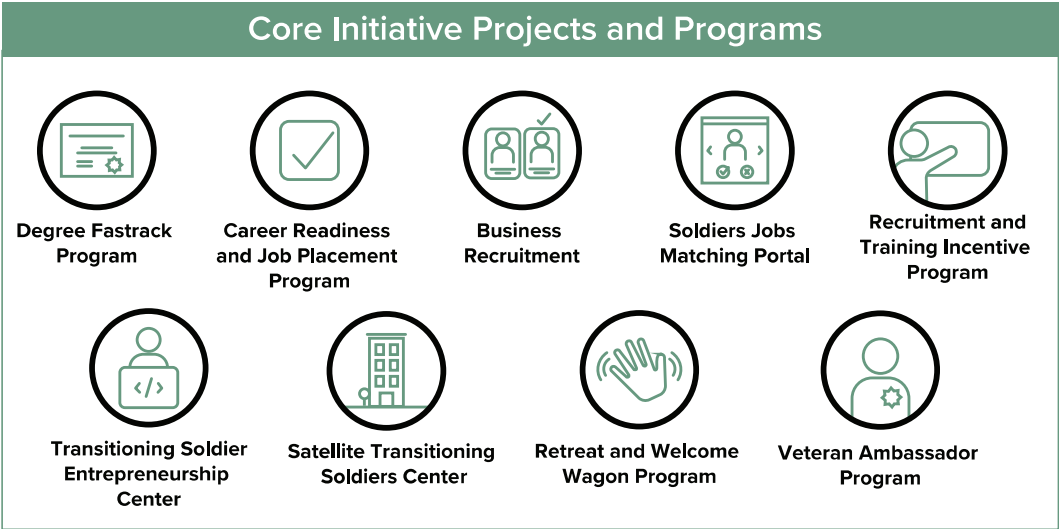 Core Initiative Projects and Programs
Degree Fastrack
Program
Career Readiness
and Job Placement
Program
Business
Recruitment
Soldiers Jobs
Matching Portal
Recruitment and
Training Incentive
Program
</>
Transitioning Soldier
Entrepreneurship
Center
Satellite Transitioning
Soldiers Center
Retreat and Welcome
Wagon Program
Veteran Ambassador
Program